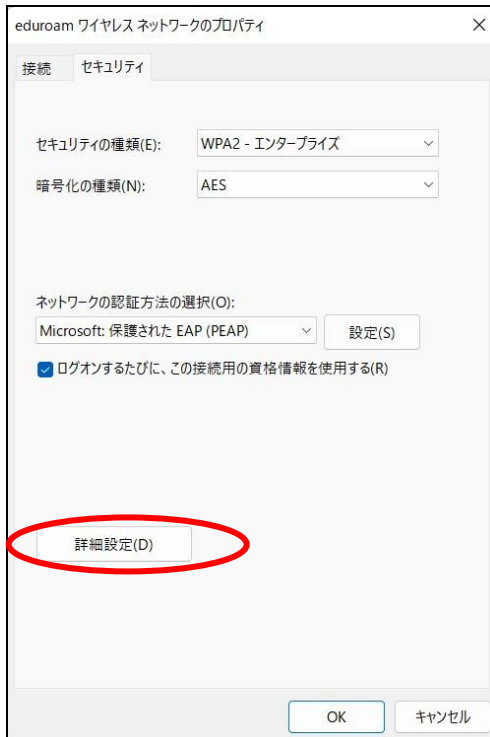 eduroam ワイヤレス ネットワークのプロパティ
接続 セキュリティ
セキュリティの種類(E): WPA2 - エンタープライズ
暗号化の種類(N): AES
ネットワークの認証方法の選択(O):
Microsoft: 保護された EAP (PEAP) 設定(S)
ログオンするたびに、この接続用の資格情報を使用する(R)
詳細設定(D)
OK キャンセル